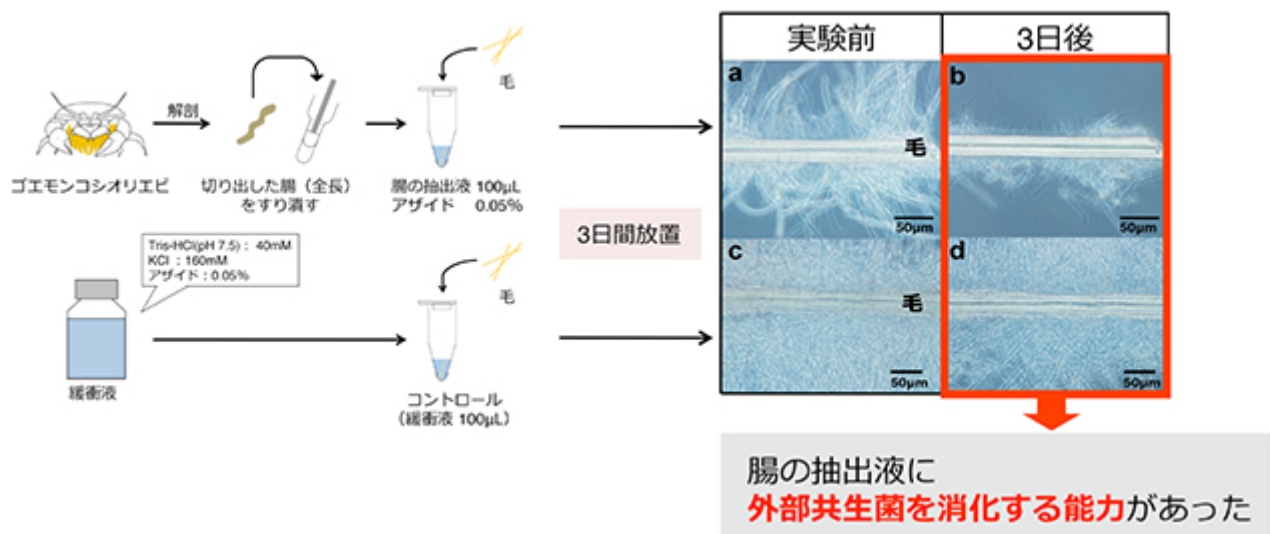 解剖
毛
ゴエモンコシオリエビ
切り出した腸（全長）
をすり潰す
腸の抽出液 100μL
アザイド 0.05%
Tris-HCl(pH 7.5)： 40mM
KCl ：160mM
アザイド：0.05%
緩衝液
毛
コントロール
（緩衝液 100μL）
3日間放置
実験前
3日後
a
毛
50μm
b
50μm
c
毛
50μm
d
50μm
腸の抽出液に
外部共生菌を消化する能力があった